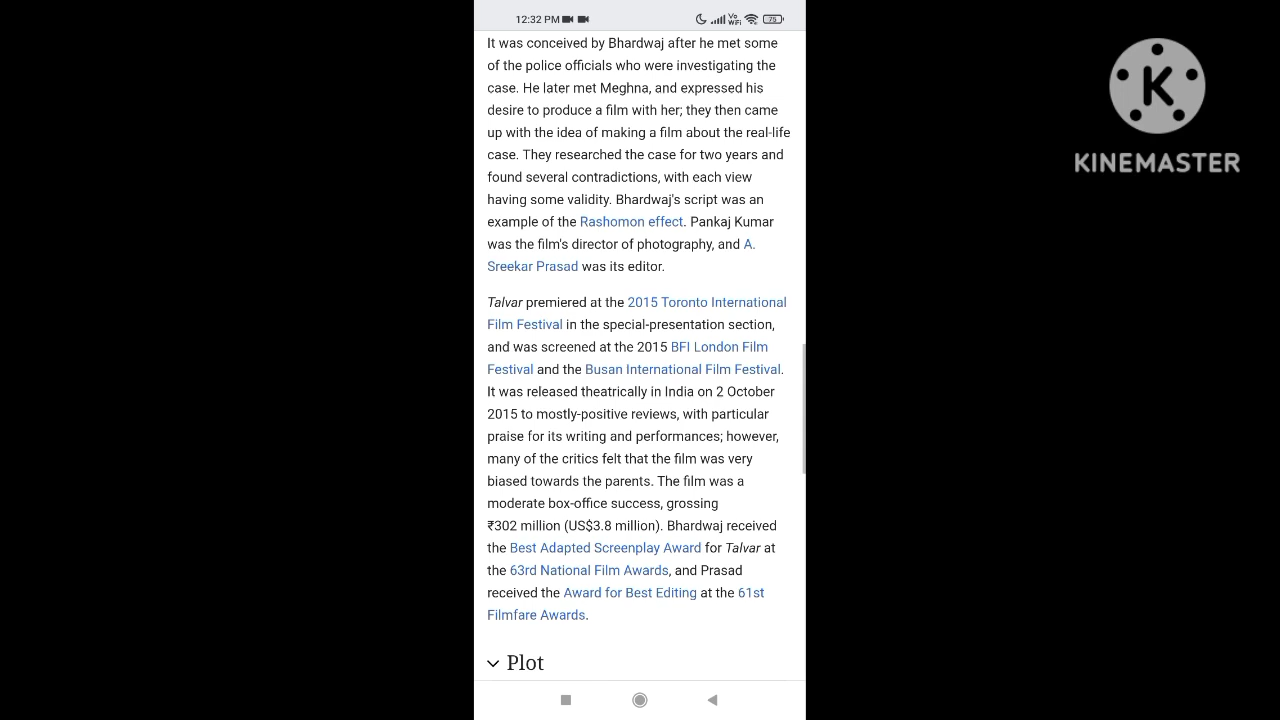 12:32 PM
Vo
WiFi
75
It was conceived by Bhardwaj after he met some
of the police officials who were investigating the
case. He later met Meghna, and expressed his
desire to produce a film with her; they then came
up with the idea of making a film about the real-life
case. They researched the case for two years and
found several contradictions, with each view
having some validity. Bhardwaj's script was an
example of the Rashomon effect. Pankaj Kumar
was the film's director of photography, and A.
Sreekar Prasad was its editor.
Talvar premiered at the 2015 Toronto International
Film Festival in the special-presentation section,
and was screened at the 2015 BFI London Film
Festival and the Busan International Film Festival.
It was released theatrically in India on 2 October
2015 to mostly-positive reviews, with particular
praise for its writing and performances; however,
many of the critics felt that the film was very
biased towards the parents. The film was a
moderate box-office success, grossing
₹302 million (US$3.8 million). Bhardwaj received
the Best Adapted Screenplay Award for Talvar at
the 63rd National Film Awards, and Prasad
received the Award for Best Editing at the 61st
Filmfare Awards.
Plot
K
KINEMASTER